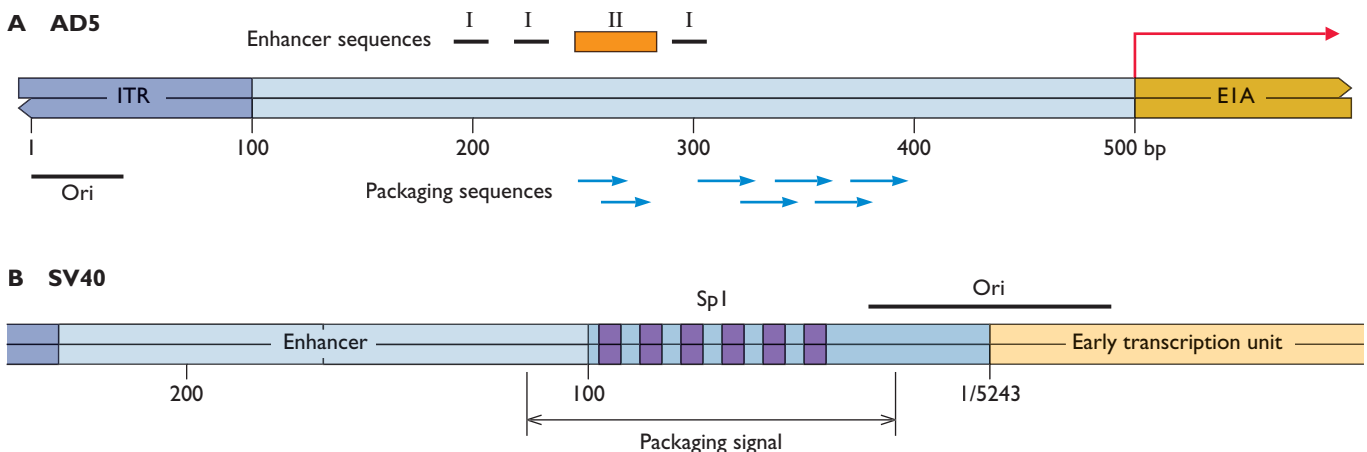 A AD5
I I II I
Enhancer sequences
ITR EIA
I 100 200 300 400 500 bp
Ori
Packaging sequences
B SV40
Ori
Sp1
Enhancer Early transcription unit
200 100 1/5243
Packaging signal